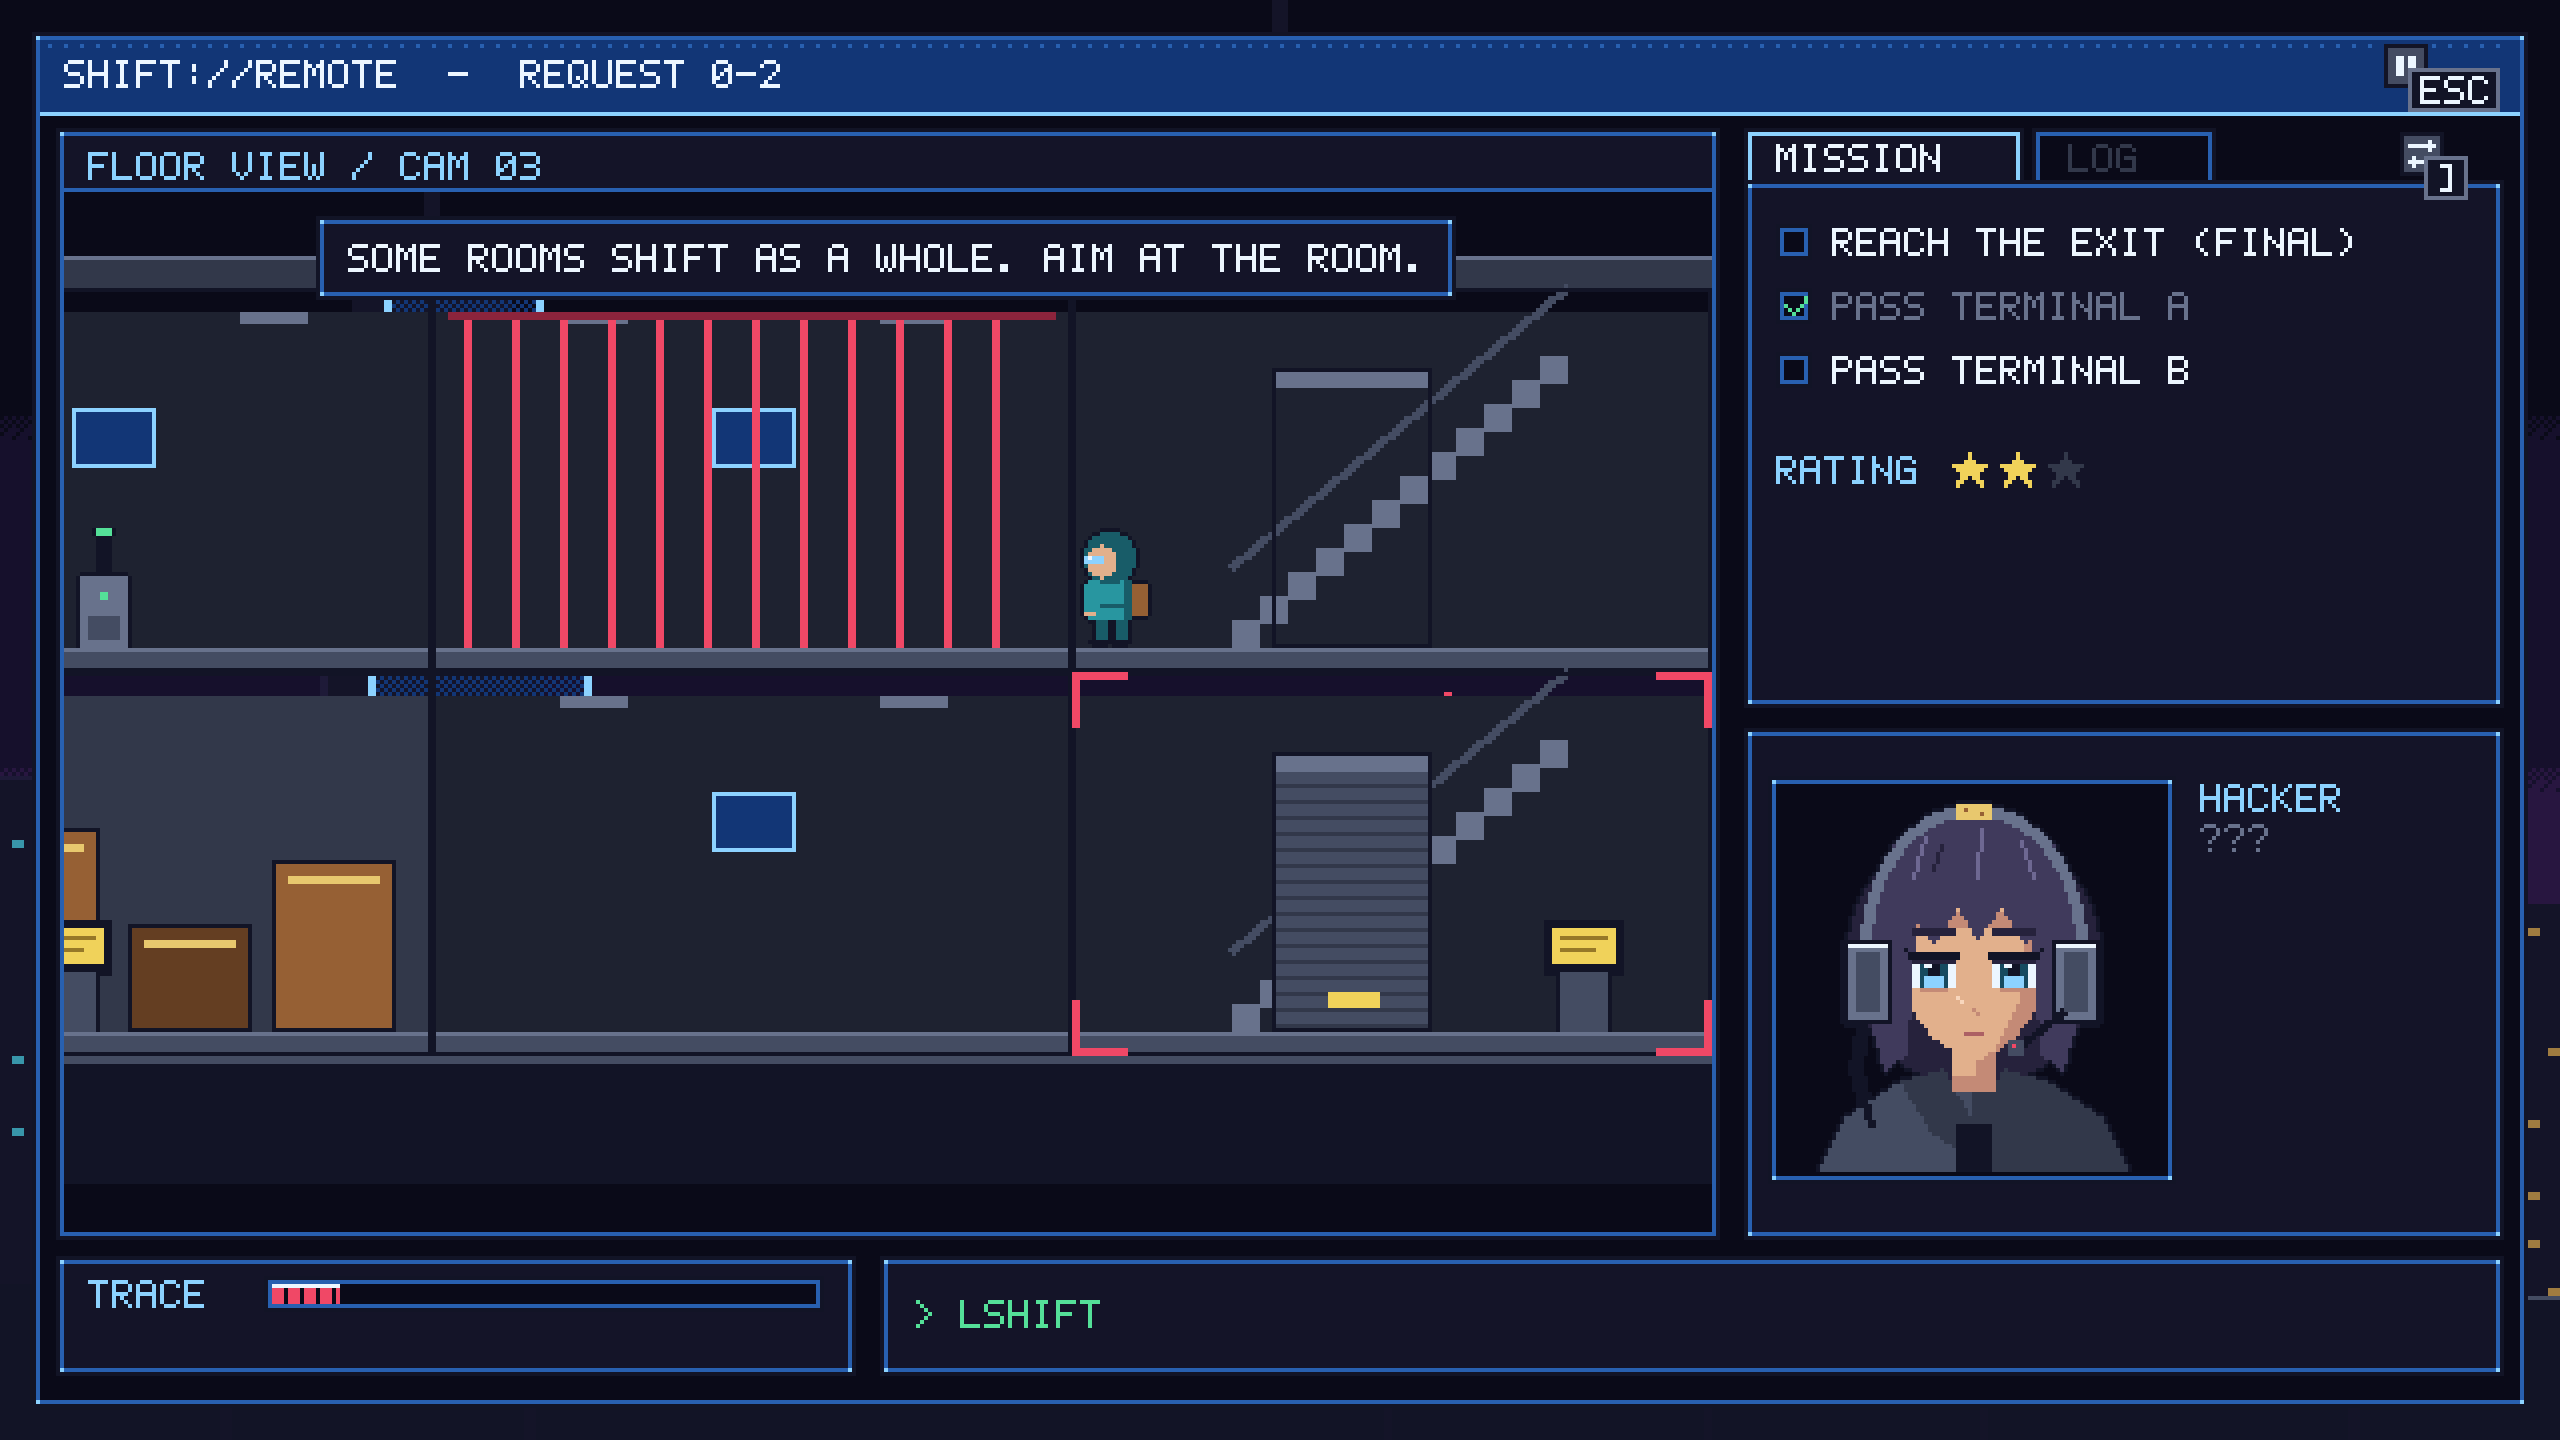 SHIFT://REMOTE - REQUEST 0-2
ESC
FLOOR VIEW / CAM 03
SOME ROOMS SHIFT AS A WHOLE. AIM AT THE ROOM.
MISSION
LOG
]
REACH THE EXIT (FINAL)
PASS TERMINAL A
PASS TERMINAL B
RATING
HACKER
???
TRACE
> LSHIFT